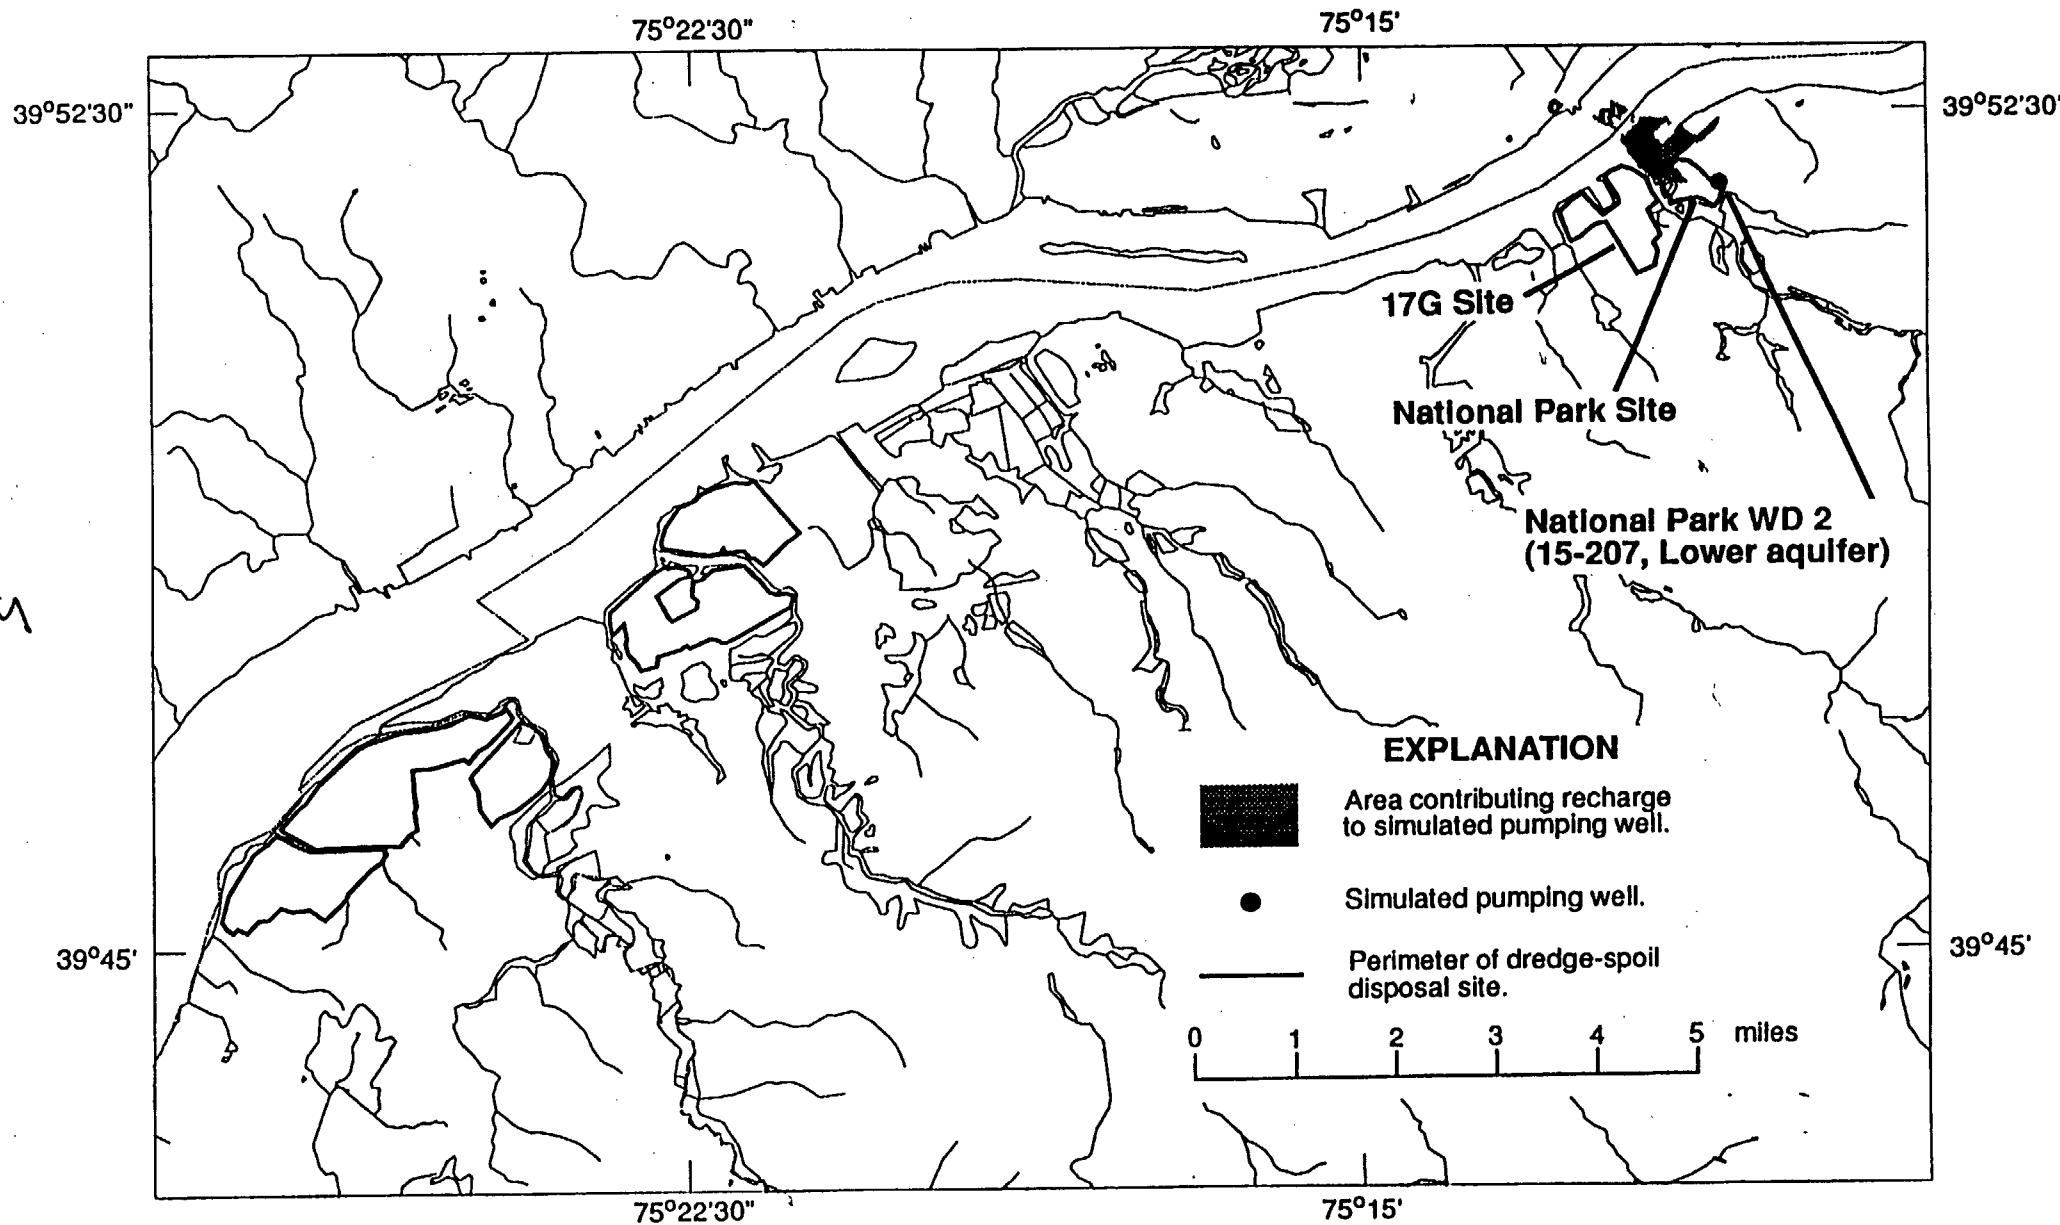 75°22'30"
75°15'
39°52'30"
39°52'30"
17G Site
National Park Site
National Park WD 2
(15-207, Lower aquifer)
EXPLANATION
Area contributing recharge
to simulated pumping well.
Simulated pumping well.
39°45'
39°45'
Perimeter of dredge-spoil
disposal site.
0 1 2 3 4 5 miles
75°22'30"
75°15'